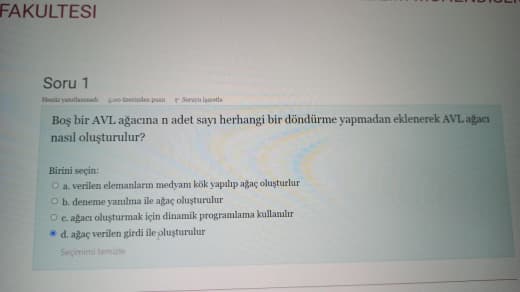 FAKULTESI
Soru 1
Henüz yanıtlanmadı 4,00 üzerinden puan Soruyu işaretle
Boş bir AVL ağacına n adet sayı herhangi bir döndürme yapmadan eklenerek AVL ağacı
nasıl oluşturulur?
Birini seçin:
a. verilen elemanların medyanı kök yapılıp ağaç oluşturlur
b. deneme yanılma ile ağaç oluşturulur
c. ağacı oluşturmak için dinamik programlama kullanılır
d. ağaç verilen girdi ile oluşturulur
Seçimimi temizle